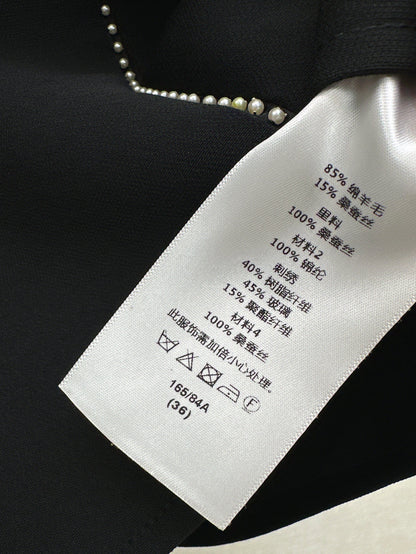 85% 绵羊毛
15% 桑蚕丝
里料
100% 桑蚕丝
材料2
100% 锦纶
刺绣
40% 树脂纤维
45% 玻璃
15% 聚酯纤维
材料4
100% 桑蚕丝
此服饰需加倍小心处理。
F
165/84A
(36)